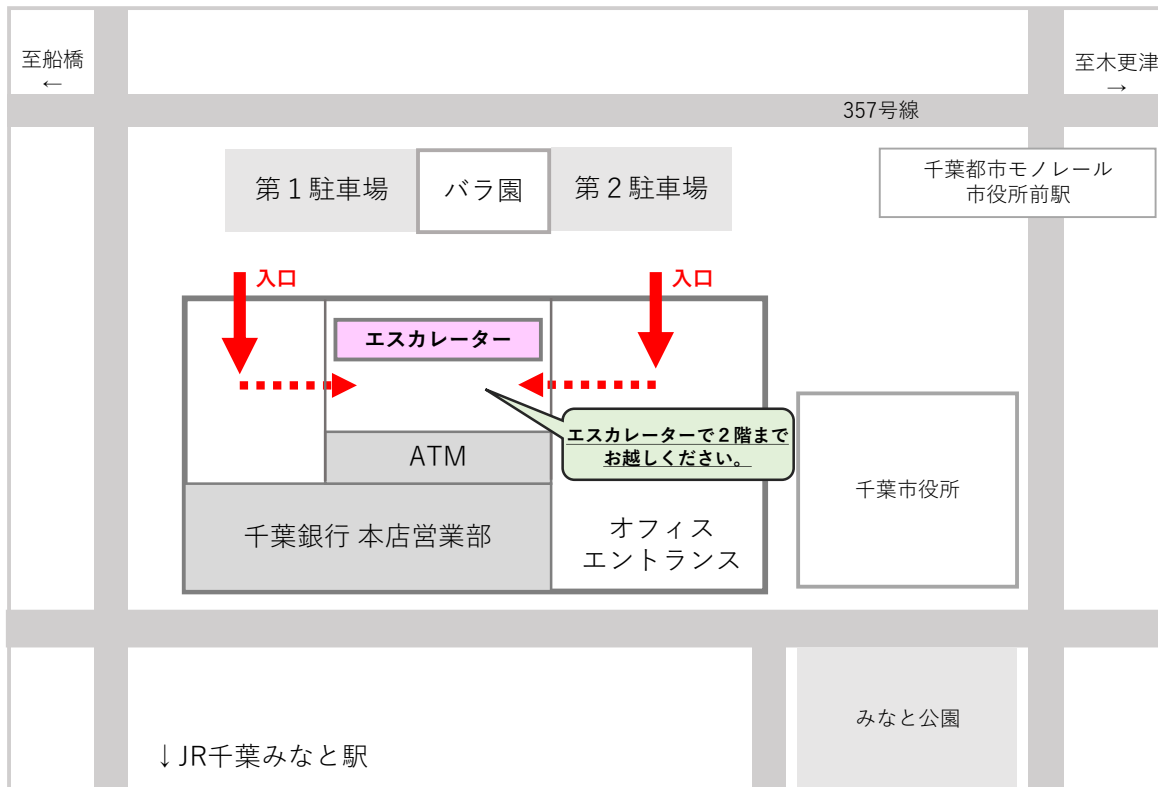 至船橋
←
至木更津
→
357号線
千葉都市モノレール
市役所前駅
第１駐車場
バラ園
第２駐車場
入口
入口
エスカレーター
エスカレーターで２階まで
お越しください。
ATM
千葉市役所
千葉銀行 本店営業部
オフィス
エントランス
みなと公園
↓JR千葉みなと駅